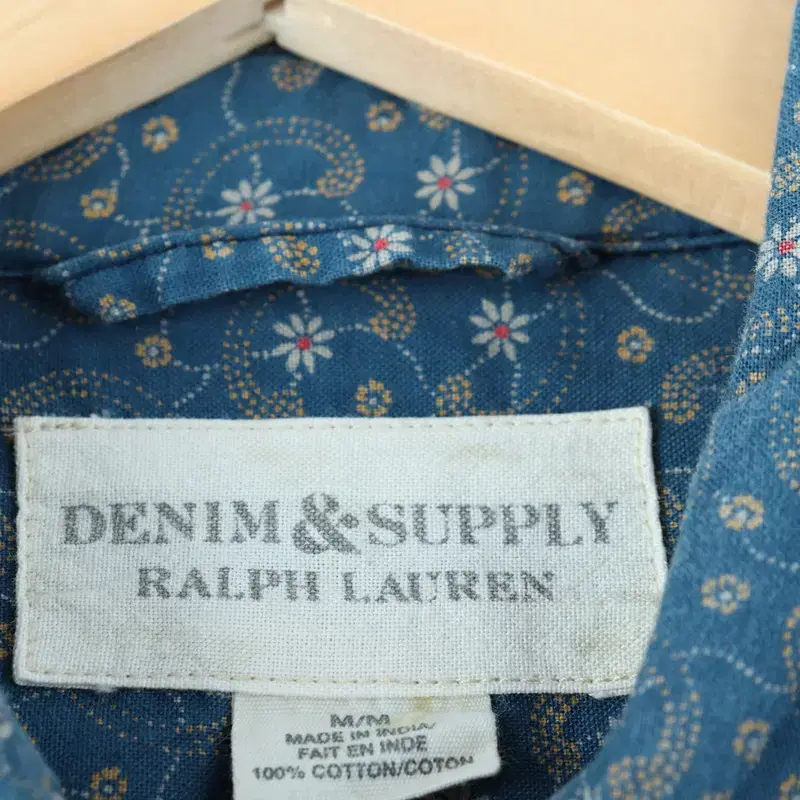 DENIM & SUPPLY
RALPH LAUREN
M/M
MADE IN INDIA/
FAIT EN INDE
100% COTTON/COTON